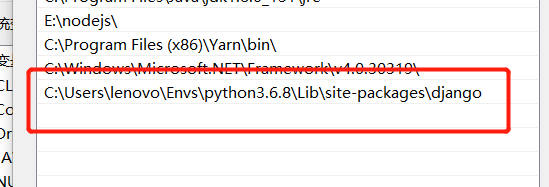 E:\nodejs\
C:\Program Files (x86)\Yarn\bin\
C:\Windows\Microsoft.NET\Framework\v4.0.30319\
C:\Users\lenovo\Envs\python3.6.8\Lib\site-packages\django